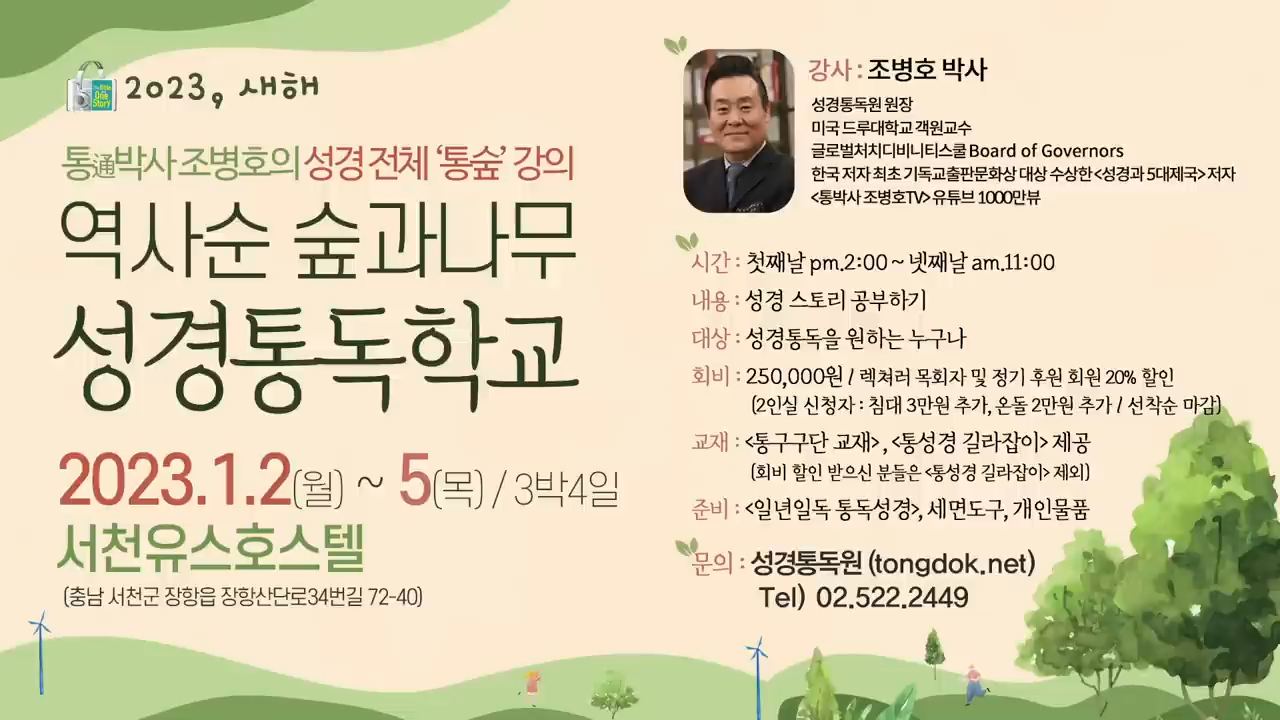 2023, 새해
통通박사 조병호의 성경 전체 ‘통숲’ 강의
역사순 숲과나무
성경통독학교
2023.1.2(월) ~ 5(목) / 3박4일
서천유스호스텔
(충남 서천군 장항읍 장항산단로34번길 72-40)
강사 : 조병호 박사
성경통독원 원장
미국 드루대학교 객원교수
글로벌처치디비니티스쿨 Board of Governors
한국 저자 최초 기독교출판문화상 대상 수상한 <성경과 5대제국> 저자
<통박사 조병호TV> 유튜브 1000만뷰
시간 : 첫째날 pm.2:00 ~ 넷째날 am.11:00
내용 : 성경 스토리 공부하기
대상 : 성경통독을 원하는 누구나
회비 : 250,000원 / 렉쳐러 목회자 및 정기 후원 회원 20% 할인
(2인실 신청자 : 침대 3만원 추가, 온돌 2만원 추가 / 선착순 마감)
교재 : <통구구단 교재>, <통성경 길라잡이> 제공
(회비 할인 받으신 분들은 <통성경 길라잡이> 제외)
준비 : <일년일독 통독성경>, 세면도구, 개인물품
문의 : 성경통독원 (tongdok.net)
Tel) 02.522.2449